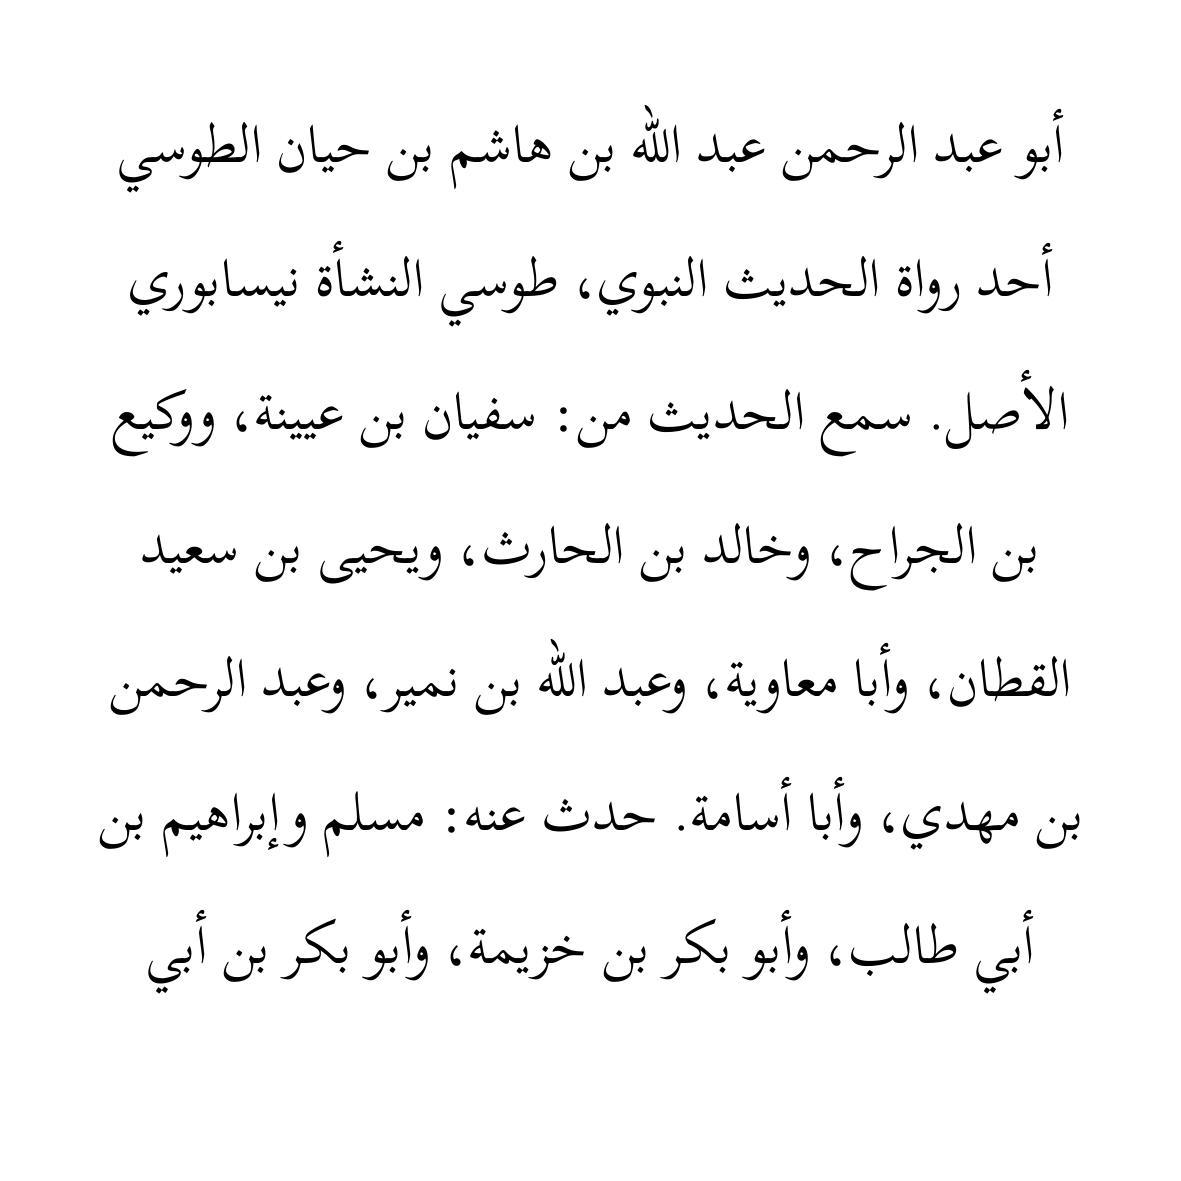 أبو عبد الرحمن عبد الله بن هاشم بن حيان الطوسي
أحد رواة الحديث النبوي، طوسي النشأة نيسابوري
الأصل. سمع الحديث من: سفيان بن عيينة، ووكيع
بن الجراح، وخالد بن الحارث، ويحيى بن سعيد
القطان، وأبا معاوية، وعبد الله بن نمير، وعبد الرحمن
بن مهدي، وأبا أسامة. حدث عنه: مسلم وإبراهيم بن
أبي طالب، وأبو بكر بن خزيمة، وأبو بكر بن أبي